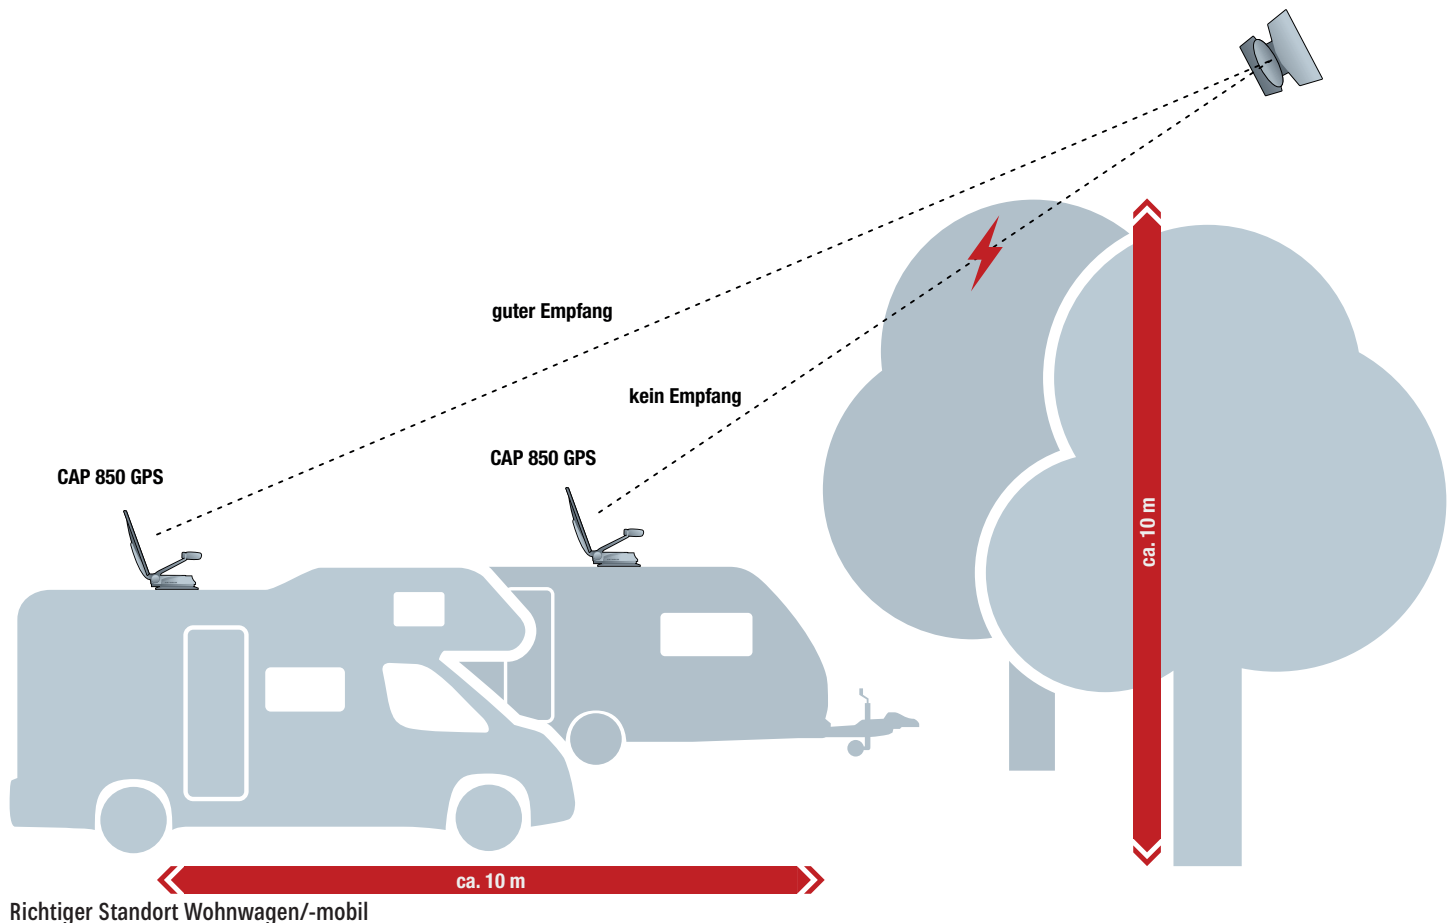 guter Empfang
kein Empfang
CAP 850 GPS
CAP 850 GPS
ca. 10 m
ca. 10 m
Richtiger Standort Wohnwagen/-mobil